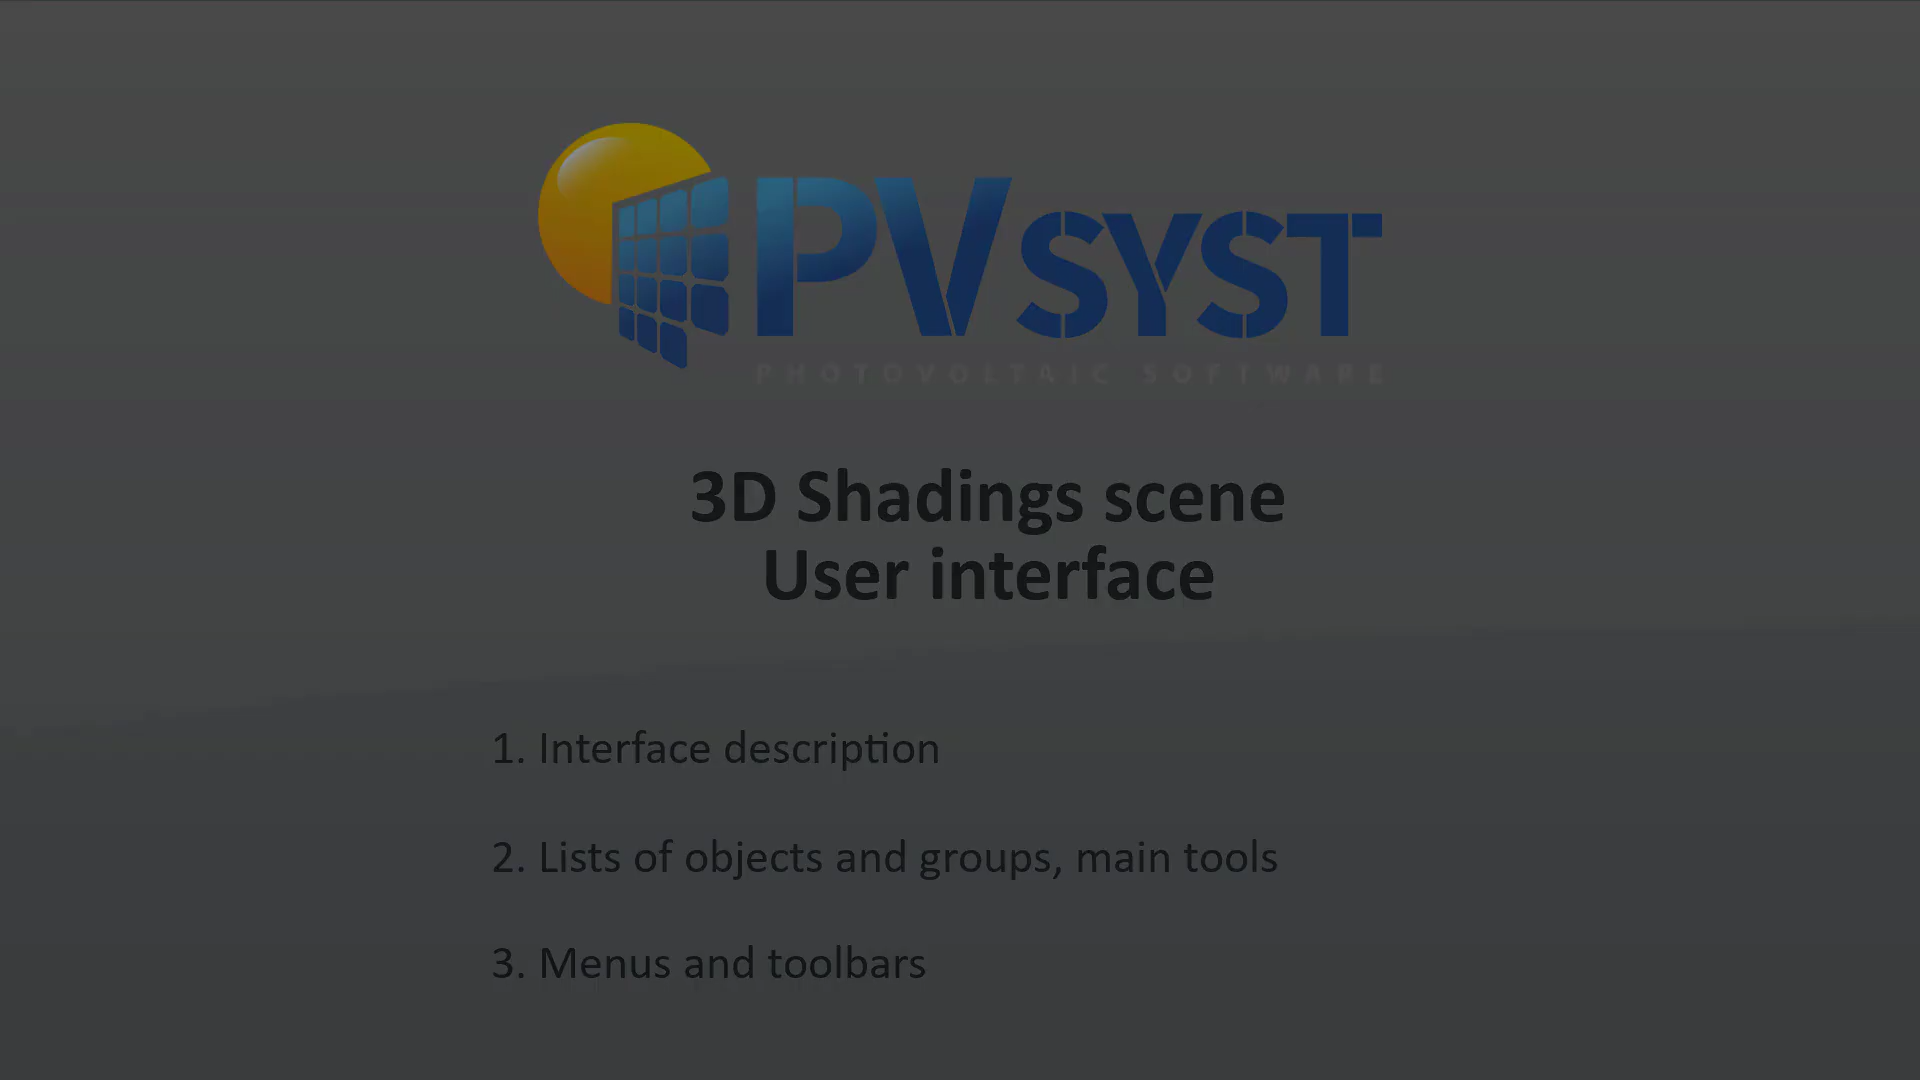 PVSYST
PHOTOVOLTAIC SOFTWARE
3D Shadings scene
User interface
1. Interface description
2. Lists of objects and groups, main tools
3. Menus and toolbars